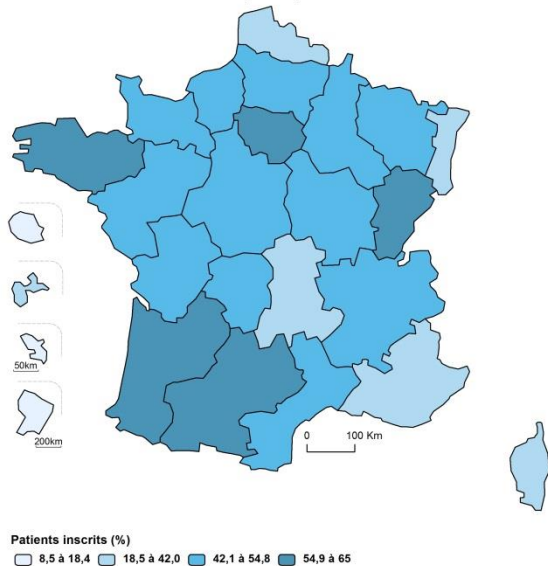 50km
200km
0 100 Km
Patients inscrits (%)
8,5 à 18,4 18,5 à 42,0 42,1 à 54,8 54,9 à 65